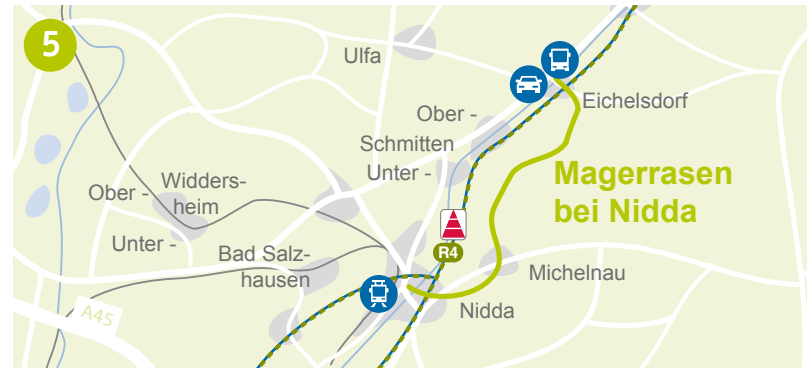 5
Ulfa
Eichelsdorf
Ober -
Schmitten
Unter -
Magerrasen
bei Nidda
Ober -
Widders-
heim
Unter -
Bad Salz-
hausen
R4
Michelnau
Nidda
A45